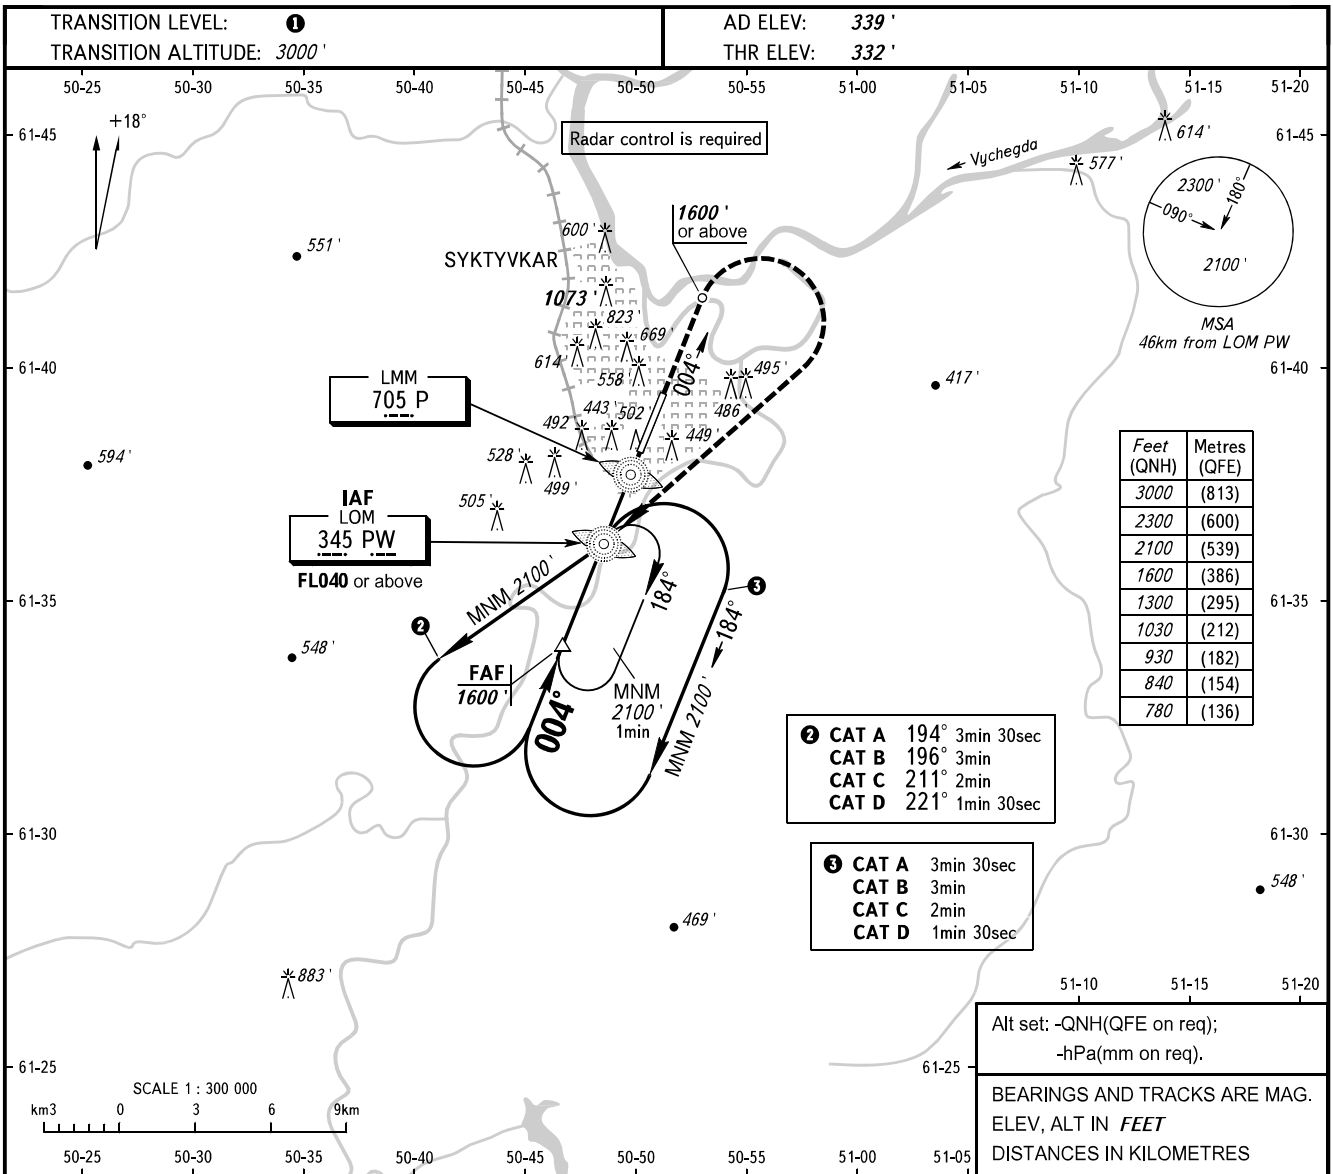 TRANSITION LEVEL: ❶
TRANSITION ALTITUDE: 3000 '
AD ELEV: 339 '
THR ELEV: 332 '
50-25 50-30 50-35 50-40 50-45 50-50 50-55 51-00 51-05 51-10 51-15 51-20
+18°
61-45
61-45
Radar control is required
Vychegda
614 '
577 '
2300 '
180°
090°
2100 '
MSA
46km from LOM PW
1600 '
or above
600 '
551 '
SYKTYVKAR
1073 '
823 '
669 '
614 '
558 '
004°
495 '
486 '
61-40
61-40
417 '
LMM
705 P
443 '
502 '
492 '
449 '
528 '
499 '
594 '
505 '
IAF
LOM
345 PW
FL040 or above
Feet (QNH) Metres (QFE)
3000 (813)
2300 (600)
2100 (539)
1600 (386)
1300 (295)
1030 (212)
930 (182)
840 (154)
780 (136)
MNM 2100 '
184°
❸
184°
MNM 2100 '
61-35
61-35
❷
548 '
FAF
1600 '
004°
MNM
2100 '
1min
❷ CAT A 194° 3min 30sec
CAT B 196° 3min
CAT C 211° 2min
CAT D 221° 1min 30sec
61-30
61-30
❸ CAT A 3min 30sec
CAT B 3min
CAT C 2min
CAT D 1min 30sec
548 '
469 '
883 '
51-10 51-15 51-20
Alt set: -QNH(QFE on req);
-hPa(mm on req).
61-25
61-25
SCALE 1 : 300 000
km3 0 3 6 9km
BEARINGS AND TRACKS ARE MAG.
ELEV, ALT IN FEET
DISTANCES IN KILOMETRES
50-25 50-30 50-35 50-40 50-45 50-50 50-55 51-00 51-05